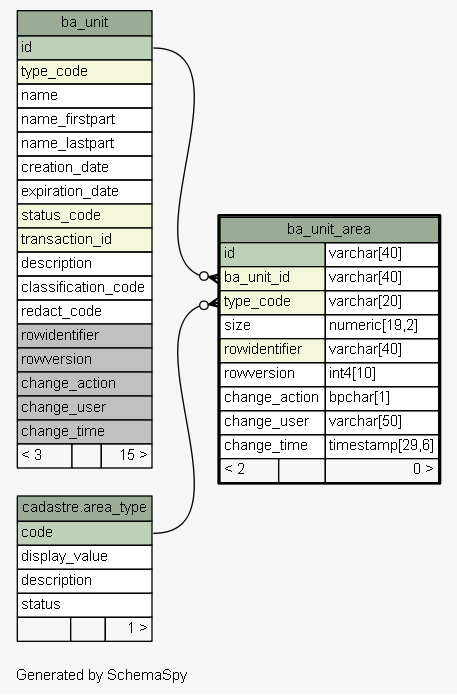 ba_unit
id
type_code
name
name_firstpart
name_lastpart
creation_date
expiration_date
status_code
transaction_id
description
classification_code
redact_code
rowidentifier
rowversion
change_action
change_user
change_time
< 3 15 >
ba_unit_area
id varchar[40]
ba_unit_id varchar[40]
type_code varchar[20]
size numeric[19,2]
rowidentifier varchar[40]
rowversion int4[10]
change_action bpchar[1]
change_user varchar[50]
change_time timestamp[29,6]
< 2 0 >
cadastre.area_type
code
display_value
description
status
1 >
Generated by SchemaSpy